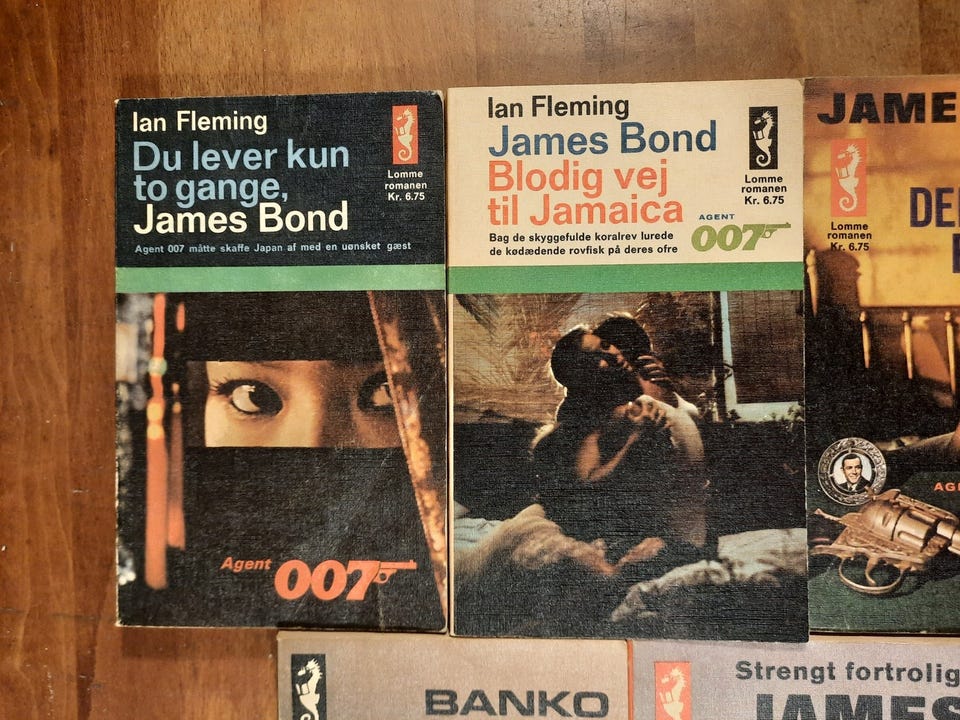 Ian Fleming
Du lever kun
to gange,
James Bond
Agent 007 måtte skaffe Japan af med en uønsket gæst
Lomme
romanen
Kr. 6.75
Agent 007
Ian Fleming
James Bond
Blodig vej
til Jamaica
Bag de skyggefulde koralrev lurede
de kødædende rovfisk på deres ofre
Lomme
romanen
Kr. 6.75
AGENT
007
JAME
Lomme
romanen
Kr. 6.75
DE
AG
BANKO
Strengt fortrolig
JAMES